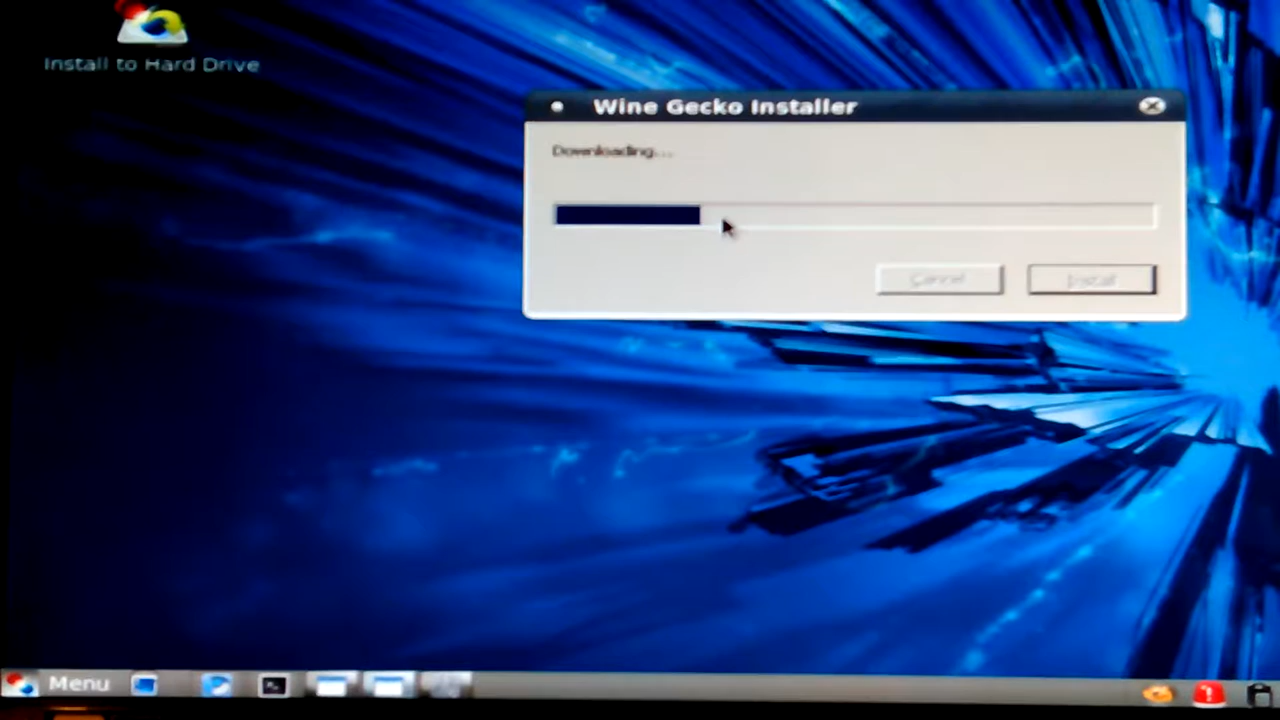 Install to Hard Drive
Wine Gecko Installer
Downloading...
Cancel
Install
Menu